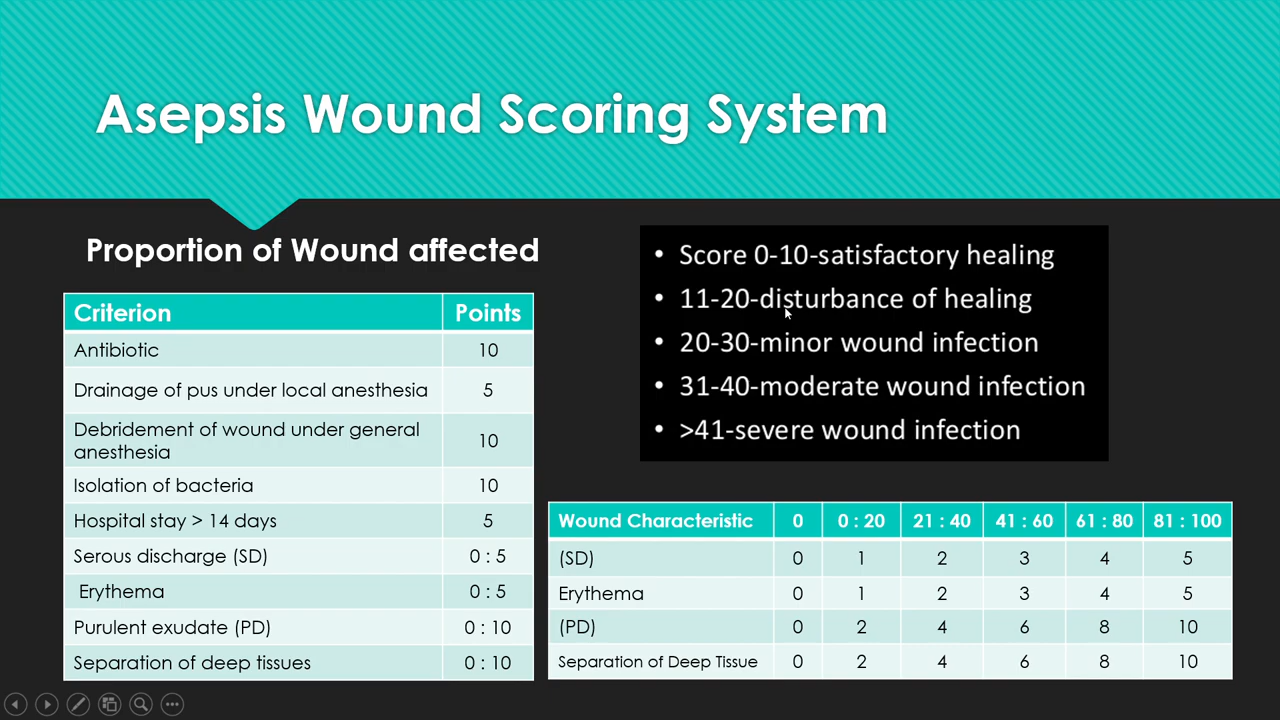 Asepsis Wound Scoring System
Proportion of Wound affected
Criterion Points
Antibiotic 10
Drainage of pus under local anesthesia 5
Debridement of wound under general
anesthesia 10
Isolation of bacteria 10
Hospital stay > 14 days 5
Serous discharge (SD) 0 : 5
Erythema 0 : 5
Purulent exudate (PD) 0 : 10
Separation of deep tissues 0 : 10
• Score 0-10-satisfactory healing
• 11-20-disturbance of healing
• 20-30-minor wound infection
• 31-40-moderate wound infection
• >41-severe wound infection
Wound Characteristic 0 0 : 20 21 : 40 41 : 60 61 : 80 81 : 100
(SD) 0 1 2 3 4 5
Erythema 0 1 2 3 4 5
(PD) 0 2 4 6 8 10
Separation of Deep Tissue 0 2 4 6 8 10